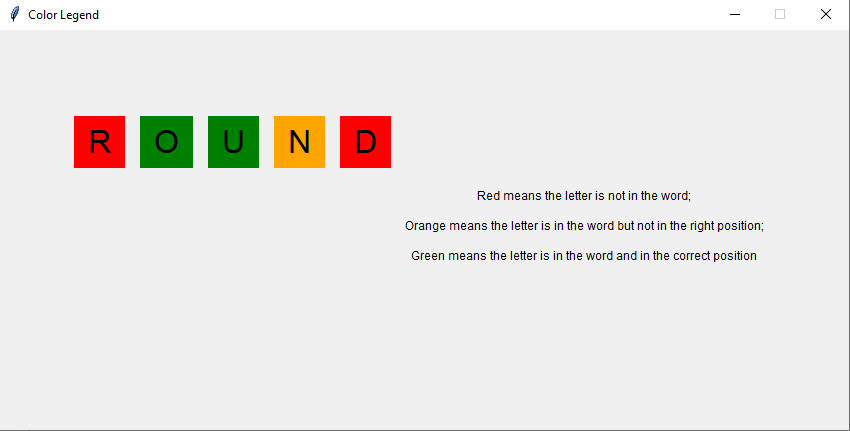 Color Legend
R O U N D
Red means the letter is not in the word;
Orange means the letter is in the word but not in the right position;
Green means the letter is in the word and in the correct position